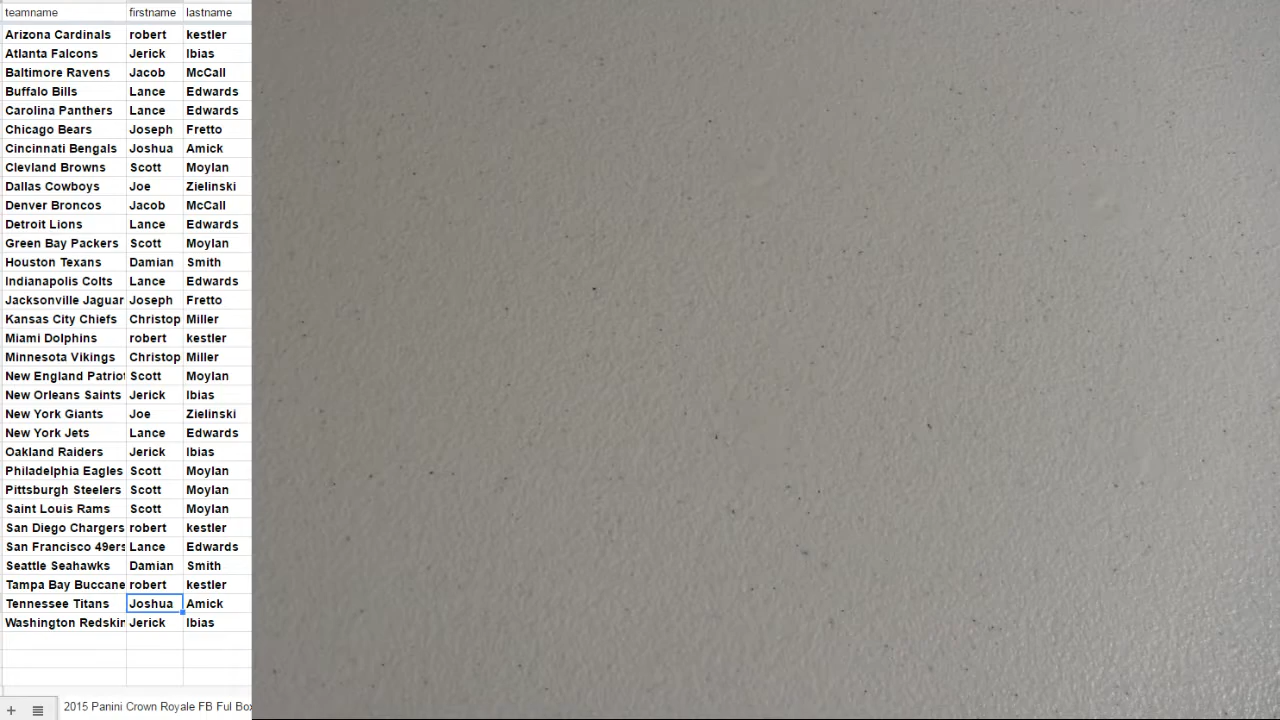 teamname firstname lastname
Arizona Cardinals robert kestler
Atlanta Falcons Jerick Ibias
Baltimore Ravens Jacob McCall
Buffalo Bills Lance Edwards
Carolina Panthers Lance Edwards
Chicago Bears Joseph Fretto
Cincinnati Bengals Joshua Amick
Clevland Browns Scott Moylan
Dallas Cowboys Joe Zielinski
Denver Broncos Jacob McCall
Detroit Lions Lance Edwards
Green Bay Packers Scott Moylan
Houston Texans Damian Smith
Indianapolis Colts Lance Edwards
Jacksonville Jaguar Joseph Fretto
Kansas City Chiefs Christop Miller
Miami Dolphins robert kestler
Minnesota Vikings Christop Miller
New England Patriot Scott Moylan
New Orleans Saints Jerick Ibias
New York Giants Joe Zielinski
New York Jets Lance Edwards
Oakland Raiders Jerick Ibias
Philadelphia Eagles Scott Moylan
Pittsburgh Steelers Scott Moylan
Saint Louis Rams Scott Moylan
San Diego Chargers robert kestler
San Francisco 49ers Lance Edwards
Seattle Seahawks Damian Smith
Tampa Bay Buccane robert kestler
Tennessee Titans Joshua Amick
Washington Redskin Jerick Ibias
2015 Panini Crown Royale FB Ful Box